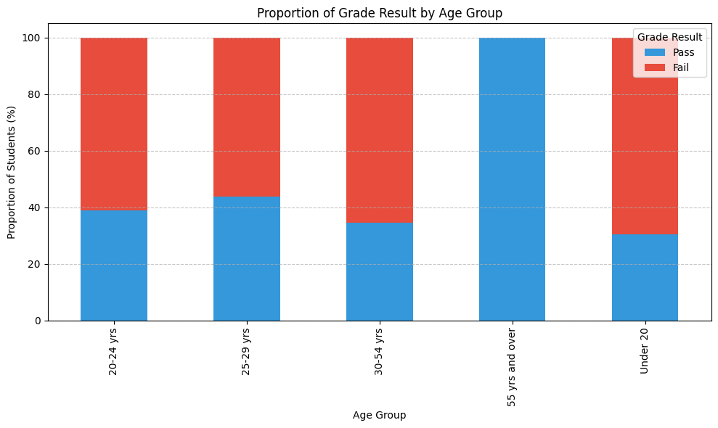 Proportion of Grade Result by Age Group
Grade Result
Pass
Fail
Proportion of Students (%)
100
80
60
40
20
0
20-24 yrs
25-29 yrs
30-54 yrs
55 yrs and over
Under 20
Age Group